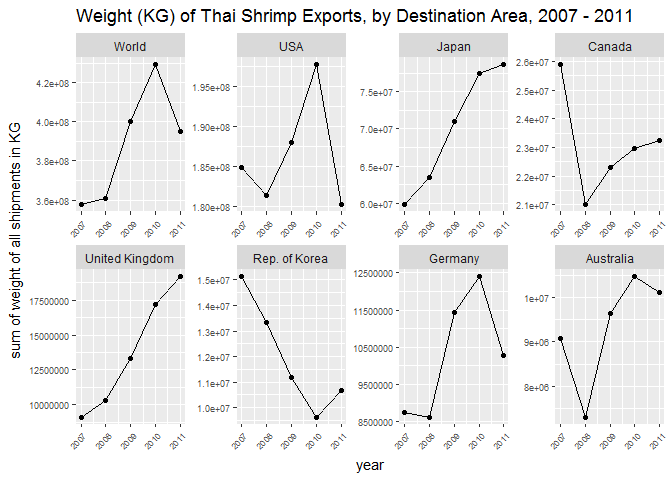 Weight (KG) of Thai Shrimp Exports, by Destination Area, 2007 - 2011
World USA Japan Canada
4.2e+08
4.0e+08
3.8e+08
3.6e+08
1.95e+08
1.90e+08
1.85e+08
1.80e+08
7.5e+07
7.0e+07
6.5e+07
6.0e+07
2.6e+07
2.5e+07
2.4e+07
2.3e+07
2.2e+07
2.1e+07
2007 2008 2009 2010 2011
2007 2008 2009 2010 2011
2007 2008 2009 2010 2011
2007 2008 2009 2010 2011
United Kingdom Rep. of Korea Germany Australia
17500000
15000000
12500000
10000000
1.5e+07
1.4e+07
1.3e+07
1.2e+07
1.1e+07
1.0e+07
12500000
11500000
10500000
9500000
8500000
1e+07
9e+06
8e+06
2007 2008 2009 2010 2011
2007 2008 2009 2010 2011
2007 2008 2009 2010 2011
2007 2008 2009 2010 2011
sum of weight of all shipments in KG
year